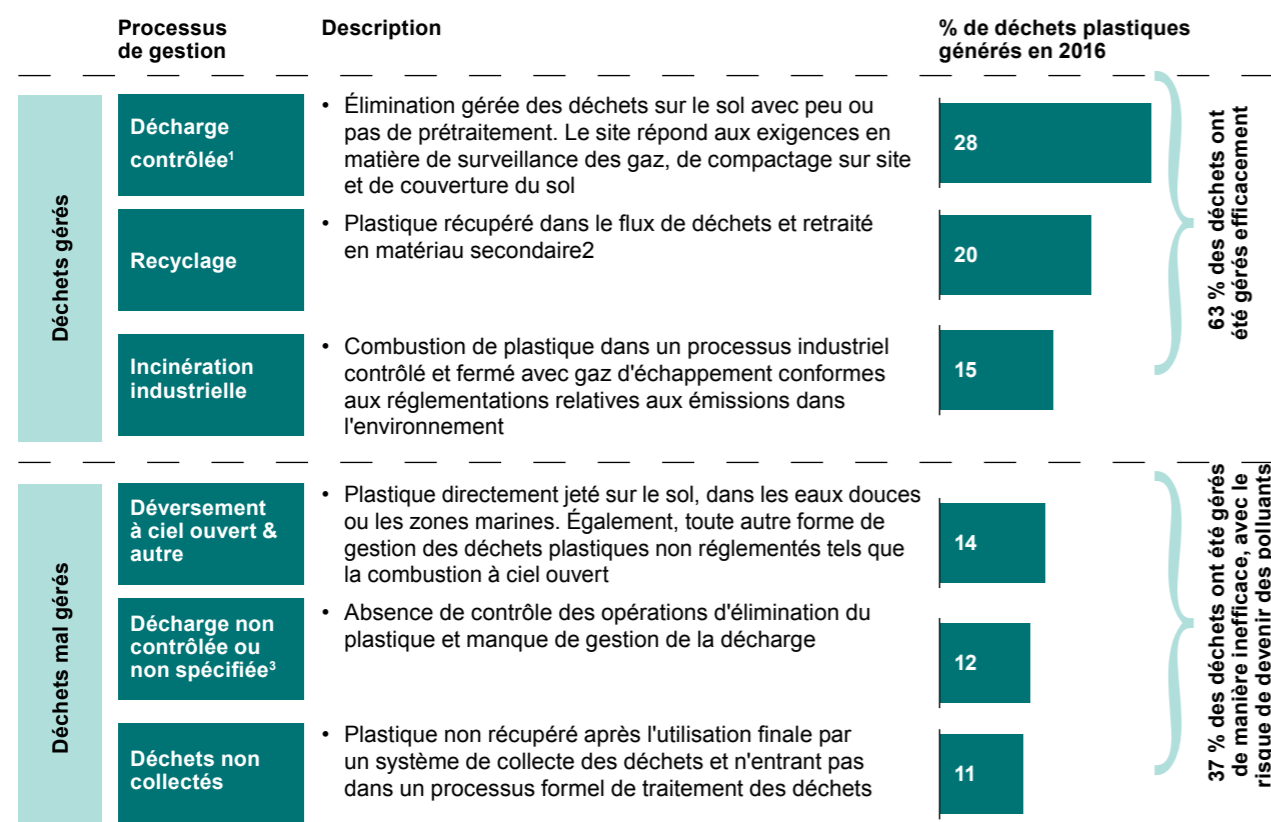 Processus
de gestion
Description
% de déchets plastiques
générés en 2016
Déchets gérés
Décharge
contrôlée¹
• Élimination gérée des déchets sur le sol avec peu ou
pas de prétraitement. Le site répond aux exigences en
matière de surveillance des gaz, de compactage sur site
et de couverture du sol
28
Recyclage
• Plastique récupéré dans le flux de déchets et retraité
en matériau secondaire2
20
Incinération
industrielle
• Combustion de plastique dans un processus industriel
contrôlé et fermé avec gaz d'échappement conformes
aux réglementations relatives aux émissions dans
l'environnement
15
63 % des déchets ont
été gérés efficacement
Déchets mal gérés
Déversement
à ciel ouvert &
autre
• Plastique directement jeté sur le sol, dans les eaux douces
ou les zones marines. Également, toute autre forme de
gestion des déchets plastiques non réglementés tels que
la combustion à ciel ouvert
14
Décharge non
contrôlée ou
non spécifiée³
• Absence de contrôle des opérations d'élimination du
plastique et manque de gestion de la décharge
12
Déchets non
collectés
• Plastique non récupéré après l'utilisation finale par
un système de collecte des déchets et n'entrant pas
dans un processus formel de traitement des déchets
11
37 % des déchets ont été gérés
de manière inefficace, avec le
risque de devenir des polluants